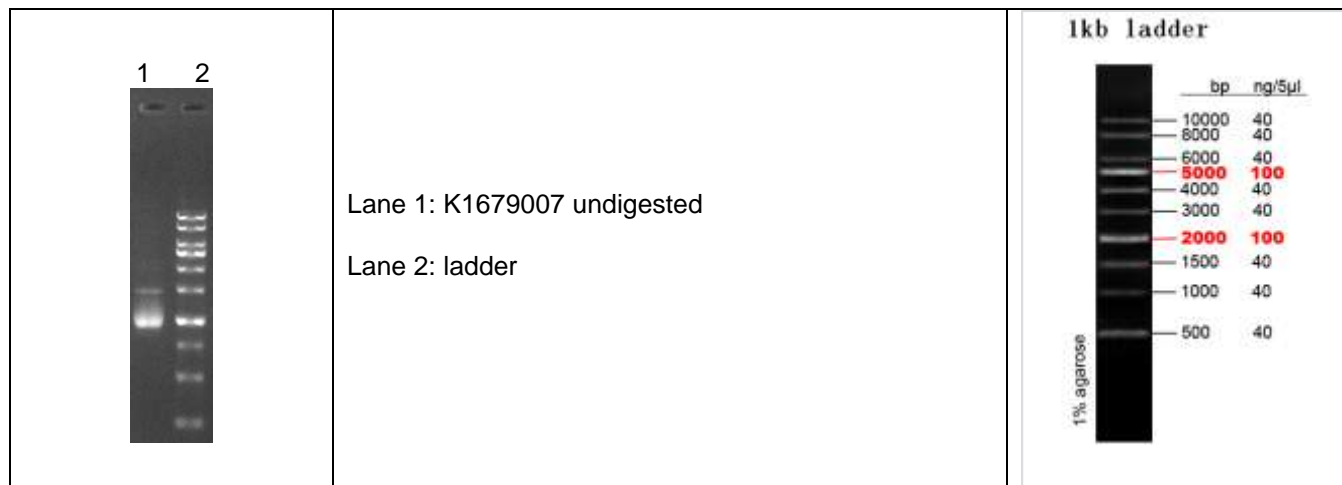 1 2
Lane 1: K1679007 undigested
Lane 2: ladder
1kb ladder
bp ng/5µl
10000 40
8000 40
6000 40
5000 100
4000 40
3000 40
2000 100
1500 40
1000 40
500 40
1% agarose